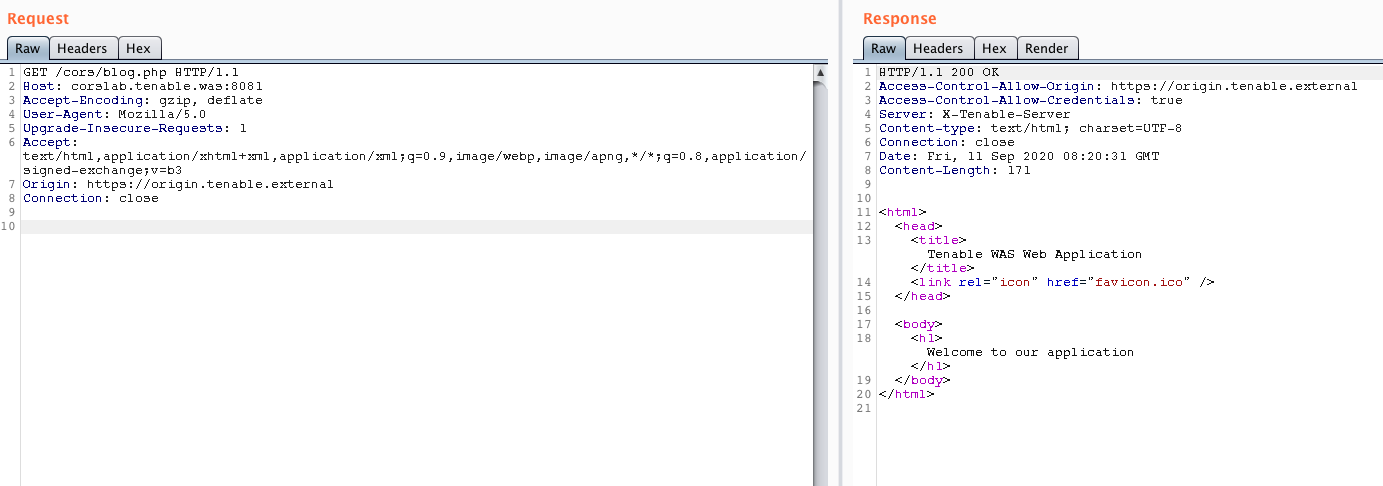 Request
Raw Headers Hex
1 GET /cors/blog.php HTTP/1.1
2 Host: corslab.tenable.was:8081
3 Accept-Encoding: gzip, deflate
4 User-Agent: Mozilla/5.0
5 Upgrade-Insecure-Requests: 1
6 Accept:
text/html,application/xhtml+xml,application/xml;q=0.9,image/webp,image/apng,*/*;q=0.8,application/
signed-exchange;v=b3
7 Origin: https://origin.tenable.external
8 Connection: close
9
10
Response
Raw Headers Hex Render
1 HTTP/1.1 200 OK
2 Access-Control-Allow-Origin: https://origin.tenable.external
3 Access-Control-Allow-Credentials: true
4 Server: X-Tenable-Server
5 Content-type: text/html; charset=UTF-8
6 Connection: close
7 Date: Fri, 11 Sep 2020 08:20:31 GMT
8 Content-Length: 171
9
10
11 <html>
12 <head>
13 <title>
Tenable WAS Web Application
</title>
14 <link rel="icon" href="favicon.ico" />
15 </head>
16
17 <body>
18 <h1>
Welcome to our application
</h1>
19 </body>
20 </html>
21